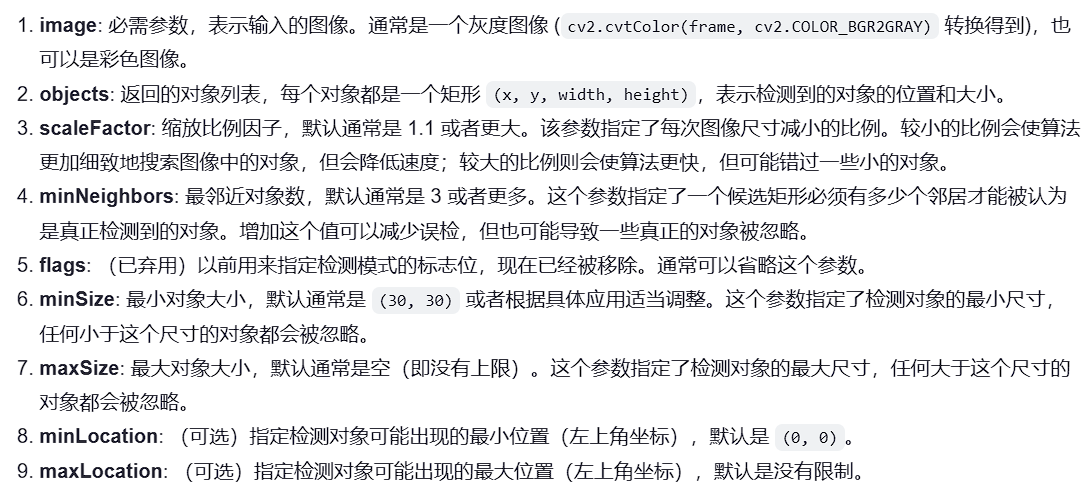 1. image: 必需参数，表示输入的图像。通常是一个灰度图像 (cv2.cvtColor(frame, cv2.COLOR_BGR2GRAY) 转换得到)，也
可以是彩色图像。
2. objects: 返回的对象列表，每个对象都是一个矩形 (x, y, width, height)，表示检测到的对象的位置和大小。
3. scaleFactor: 缩放比例因子，默认通常是 1.1 或者更大。该参数指定了每次图像尺寸减小的比例。较小的比例会使算法
更加细致地搜索图像中的对象，但会降低速度；较大的比例则会使算法更快，但可能错过一些小的对象。
4. minNeighbors: 最邻近对象数，默认通常是 3 或者更多。这个参数指定了一个候选矩形必须有多少个邻居才能被认为
是真正检测到的对象。增加这个值可以减少误检，但也可能导致一些真正的对象被忽略。
5. flags: （已弃用）以前用来指定检测模式的标志位，现在已经被移除。通常可以省略这个参数。
6. minSize: 最小对象大小，默认通常是 (30, 30) 或者根据具体应用适当调整。这个参数指定了检测对象的最小尺寸，
任何小于这个尺寸的对象都会被忽略。
7. maxSize: 最大对象大小，默认通常是空（即没有上限）。这个参数指定了检测对象的最大尺寸，任何大于这个尺寸的
对象都会被忽略。
8. minLocation: （可选）指定检测对象可能出现的最小位置（左上角坐标），默认是 (0, 0)。
9. maxLocation: （可选）指定检测对象可能出现的最大位置（左上角坐标），默认是没有限制。